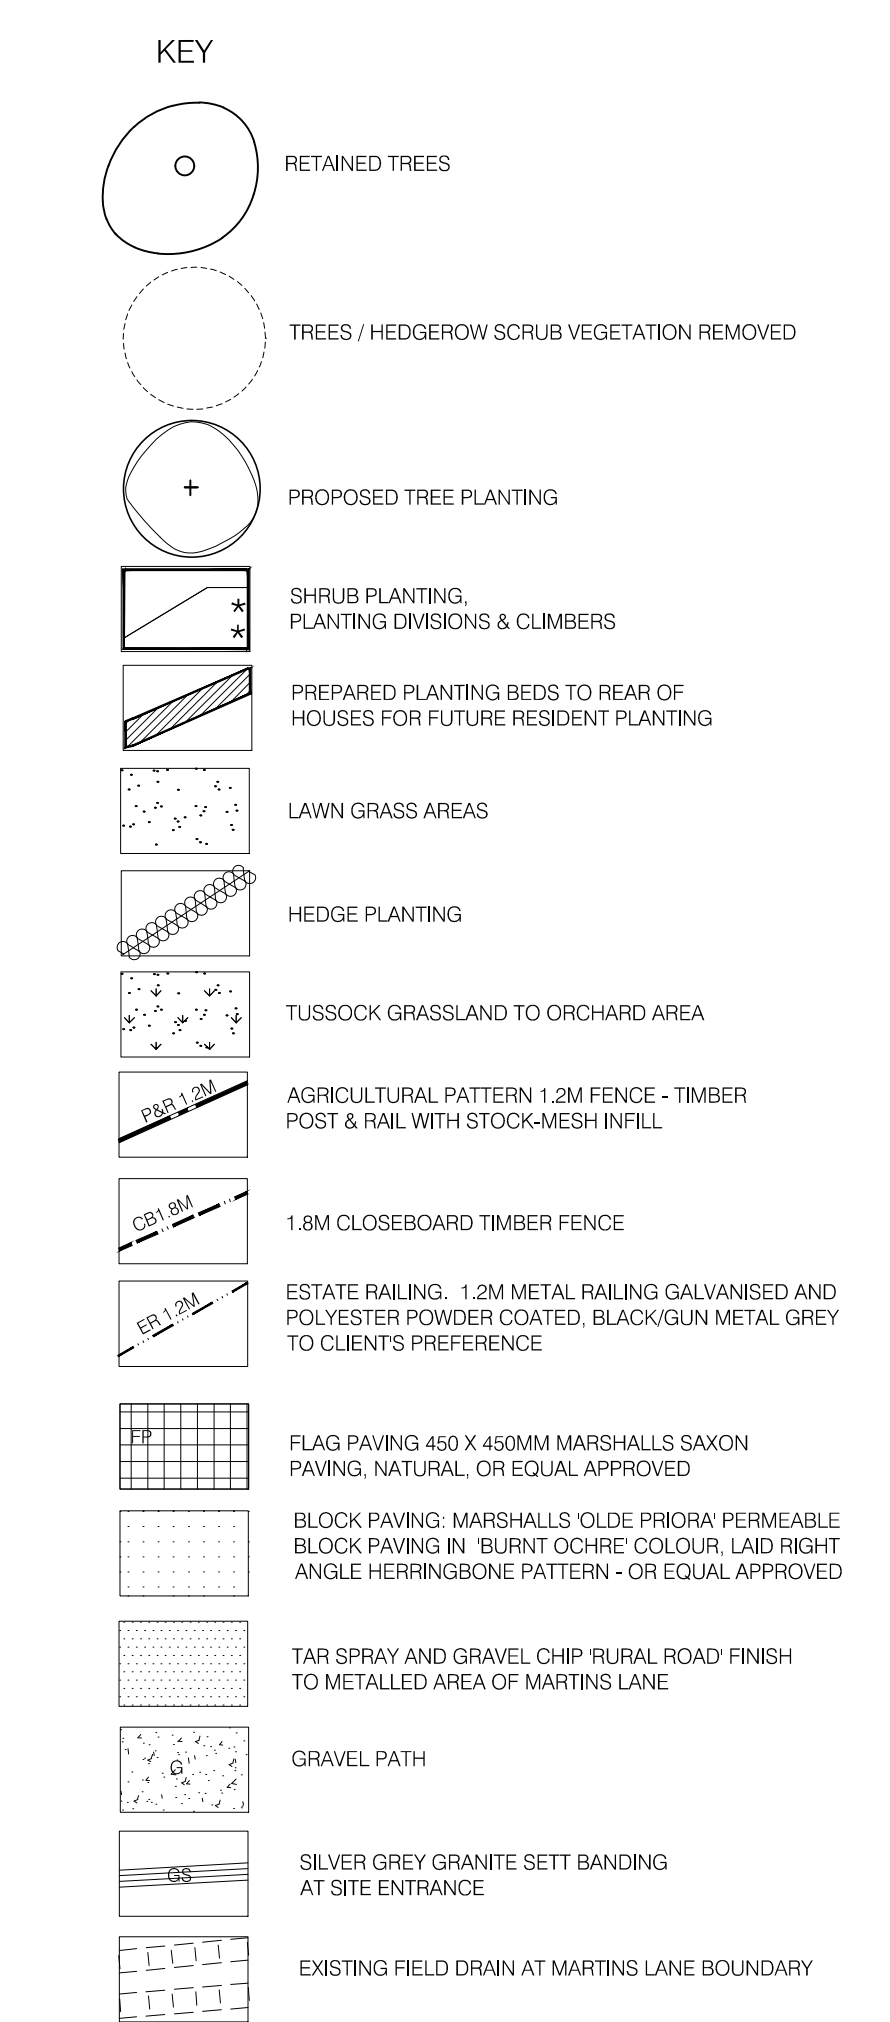 KEY
RETAINED TREES
TREES / HEDGEROW SCRUB VEGETATION REMOVED
PROPOSED TREE PLANTING
SHRUB PLANTING,
PLANTING DIVISIONS & CLIMBERS
PREPARED PLANTING BEDS TO REAR OF
HOUSES FOR FUTURE RESIDENT PLANTING
LAWN GRASS AREAS
HEDGE PLANTING
TUSSOCK GRASSLAND TO ORCHARD AREA
P&R 1.2M
AGRICULTURAL PATTERN 1.2M FENCE - TIMBER
POST & RAIL WITH STOCK-MESH INFILL
CB1.8M
1.8M CLOSEBOARD TIMBER FENCE
ER 1.2M
ESTATE RAILING. 1.2M METAL RAILING GALVANISED AND
POLYESTER POWDER COATED, BLACK/GUN METAL GREY
TO CLIENT'S PREFERENCE
FP
FLAG PAVING 450 X 450MM MARSHALLS SAXON
PAVING, NATURAL, OR EQUAL APPROVED
BLOCK PAVING: MARSHALLS 'OLDE PRIORA' PERMEABLE
BLOCK PAVING IN 'BURNT OCHRE' COLOUR, LAID RIGHT
ANGLE HERRINGBONE PATTERN - OR EQUAL APPROVED
TAR SPRAY AND GRAVEL CHIP 'RURAL ROAD' FINISH
TO METALLED AREA OF MARTINS LANE
G
GRAVEL PATH
GS
SILVER GREY GRANITE SETT BANDING
AT SITE ENTRANCE
EXISTING FIELD DRAIN AT MARTINS LANE BOUNDARY